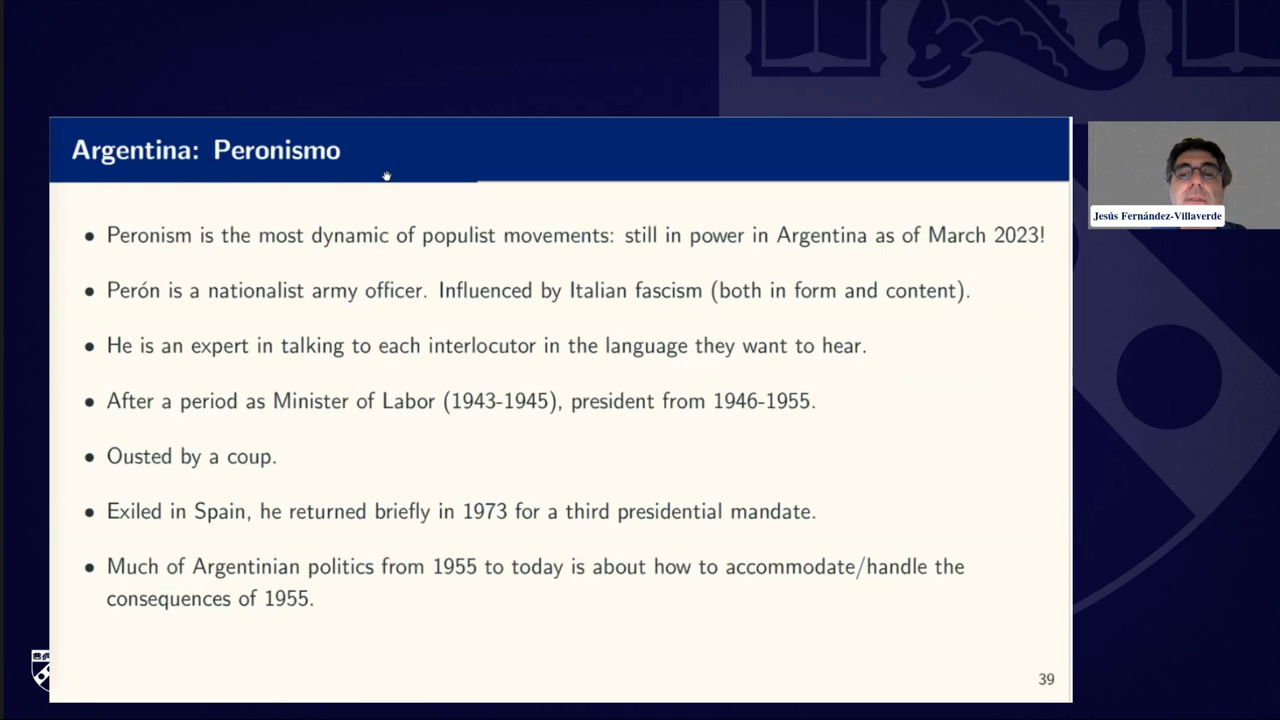 Argentina: Peronismo
• Peronism is the most dynamic of populist movements: still in power in Argentina as of March 2023!
• Perón is a nationalist army officer. Influenced by Italian fascism (both in form and content).
• He is an expert in talking to each interlocutor in the language they want to hear.
• After a period as Minister of Labor (1943-1945), president from 1946-1955.
• Ousted by a coup.
• Exiled in Spain, he returned briefly in 1973 for a third presidential mandate.
• Much of Argentinian politics from 1955 to today is about how to accommodate/handle the
consequences of 1955.
39
Jesús Fernández-Villaverde